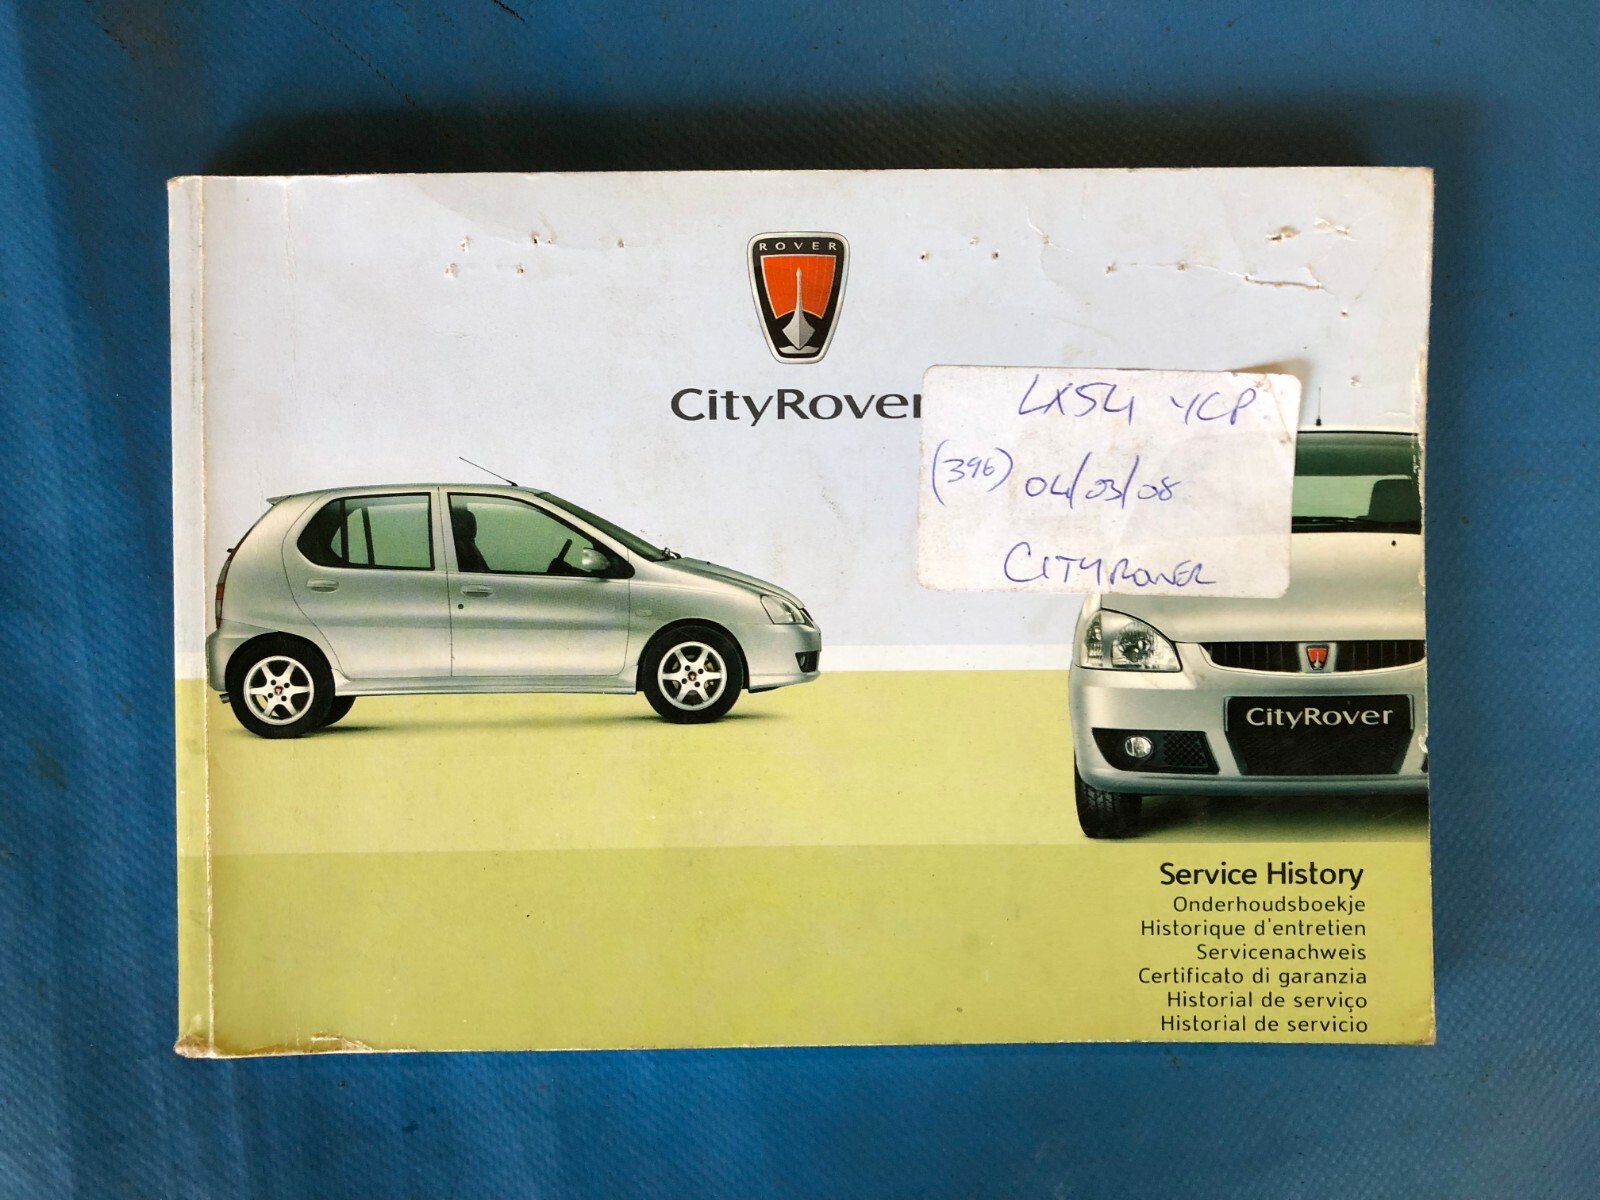 ROVER
CityRover
LX54 YCP
(396) 04/03/08
CITYROVER
CityRover
Service History
Onderhoudsboekje
Historique d'entretien
Servicenachweis
Certificato di garanzia
Historial de serviço
Historial de servicio